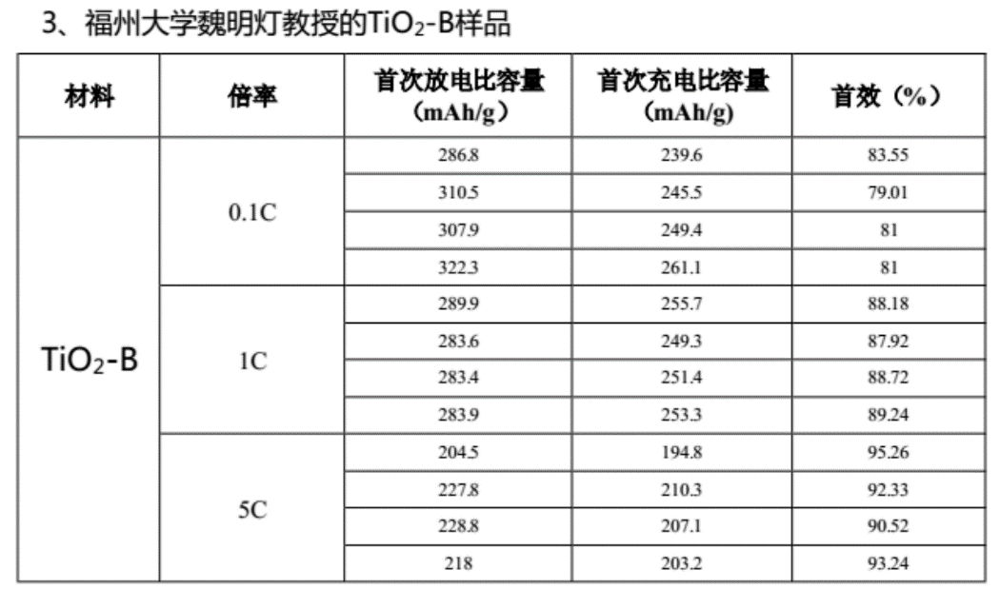 3、福州大学魏明灯教授的TiO₂-B样品
材料 倍率 首次放电比容量（mAh/g） 首次充电比容量（mAh/g) 首效（%）
TiO₂-B 0.1C 286.8 239.6 83.55
310.5 245.5 79.01
307.9 249.4 81
322.3 261.1 81
1C 289.9 255.7 88.18
283.6 249.3 87.92
283.4 251.4 88.72
283.9 253.3 89.24
5C 204.5 194.8 95.26
227.8 210.3 92.33
228.8 207.1 90.52
218 203.2 93.24